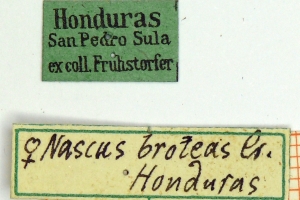 Honduras
San Pedro Sula
ex coll. Fruhstorfer
♀ Nascus broteas Cr.
Honduras